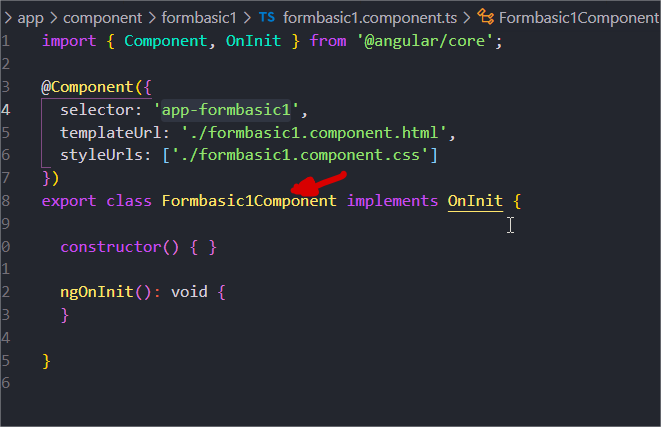 app > component > formbasic1 > TS formbasic1.component.ts > Formbasic1Component
1 import { Component, OnInit } from '@angular/core';
2
3 @Component({
4 selector: 'app-formbasic1',
5 templateUrl: './formbasic1.component.html',
6 styleUrls: ['./formbasic1.component.css']
7 })
8 export class Formbasic1Component implements OnInit {
9
0 constructor() { }
1
2 ngOnInit(): void {
3 }
4
5 }
6